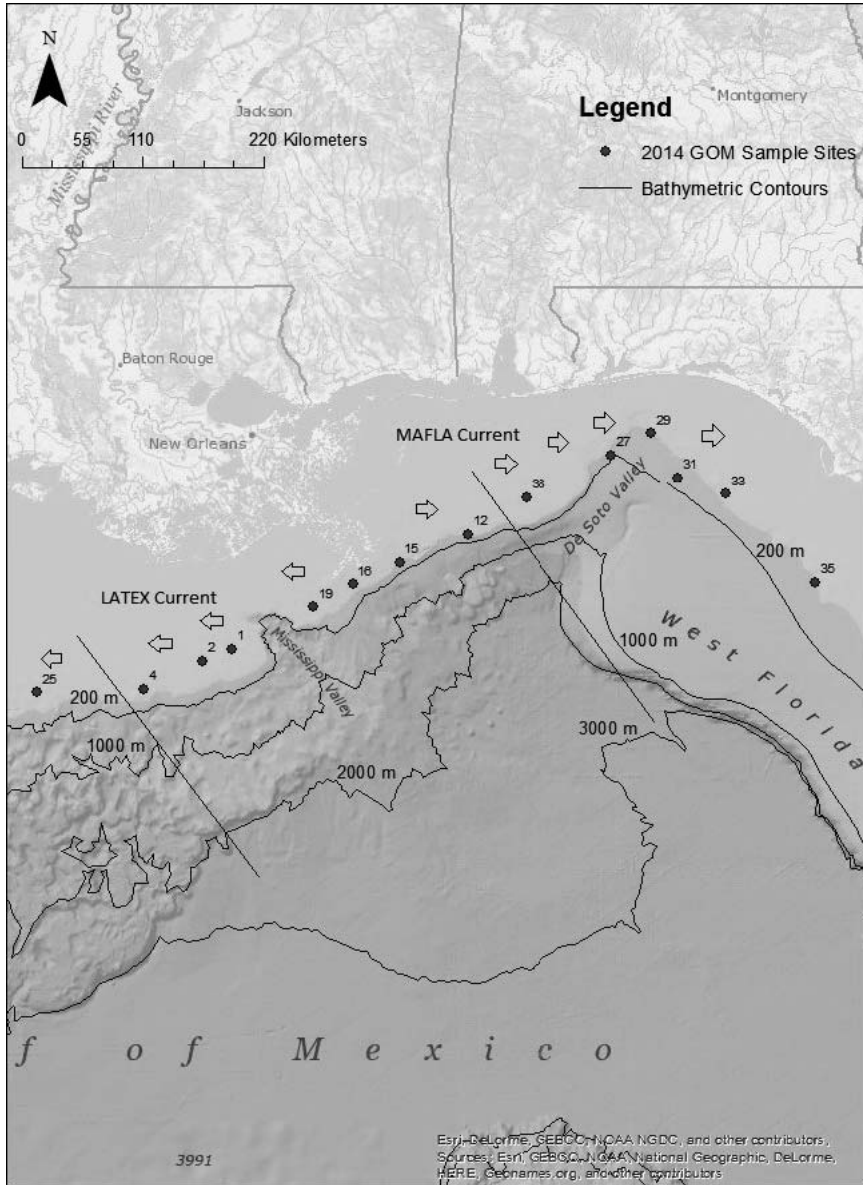 N
Jackson
Montgomery
Mississippi River
0 55 110 220 Kilometers
Legend
2014 GOM Sample Sites
Bathymetric Contours
Baton Rouge
New Orleans
MAFLA Current
29
27
31
33
38
12
De Soto Valley
200 m
15
16
35
LATEX Current
19
1
2
Mississippi Valley
West Florida
1000 m
4
25
200 m
1000 m
3000 m
2000 m
f of Mexico
3991
Esri, DeLorme, GEBCO, NOAA NGDC, and other contributors,
Sources: Esri, GEBCO, NOAA, National Geographic, DeLorme,
HERE, Geonames.org, and other contributors